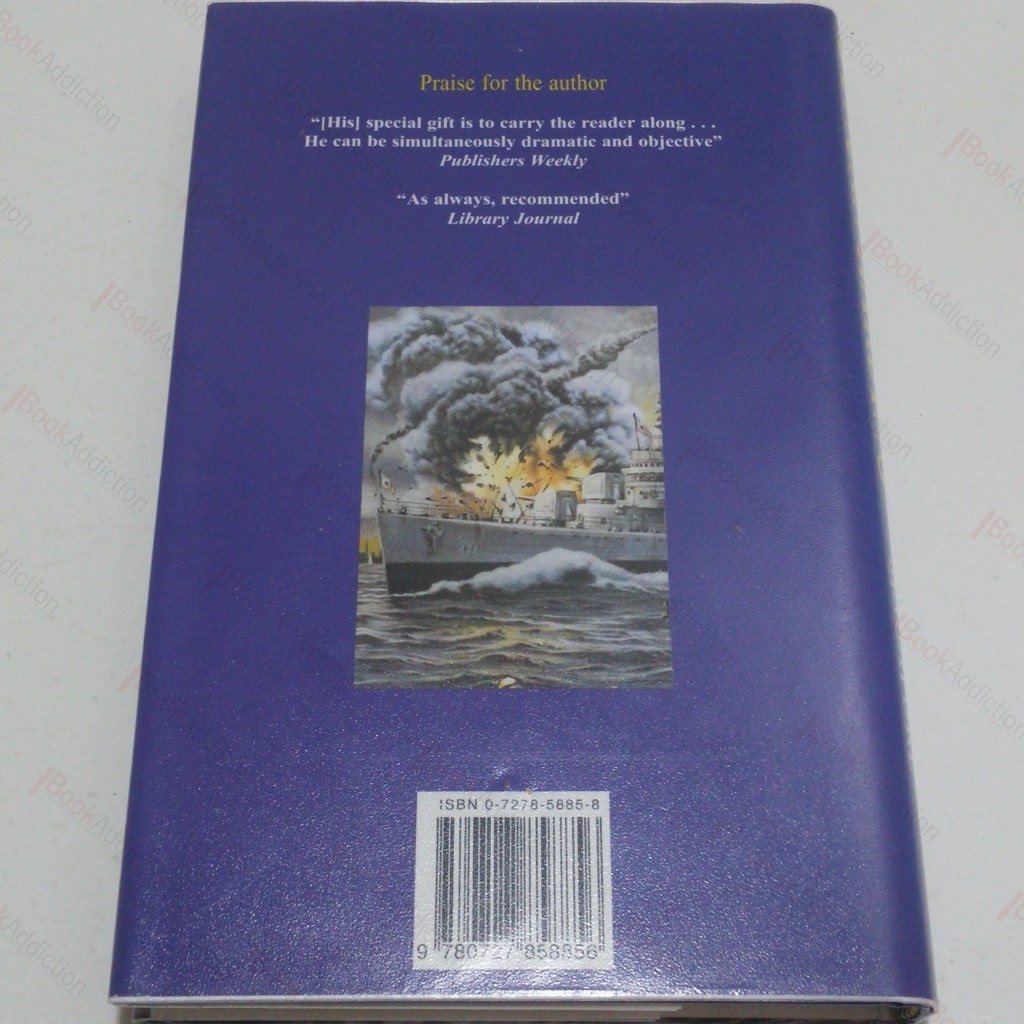 Praise for the author
“[His] special gift is to carry the reader along . . .
He can be simultaneously dramatic and objective”
Publishers Weekly
“As always, recommended”
Library Journal
ISBN 0-7278-5885-8
9 780727 858856
BookAddiction